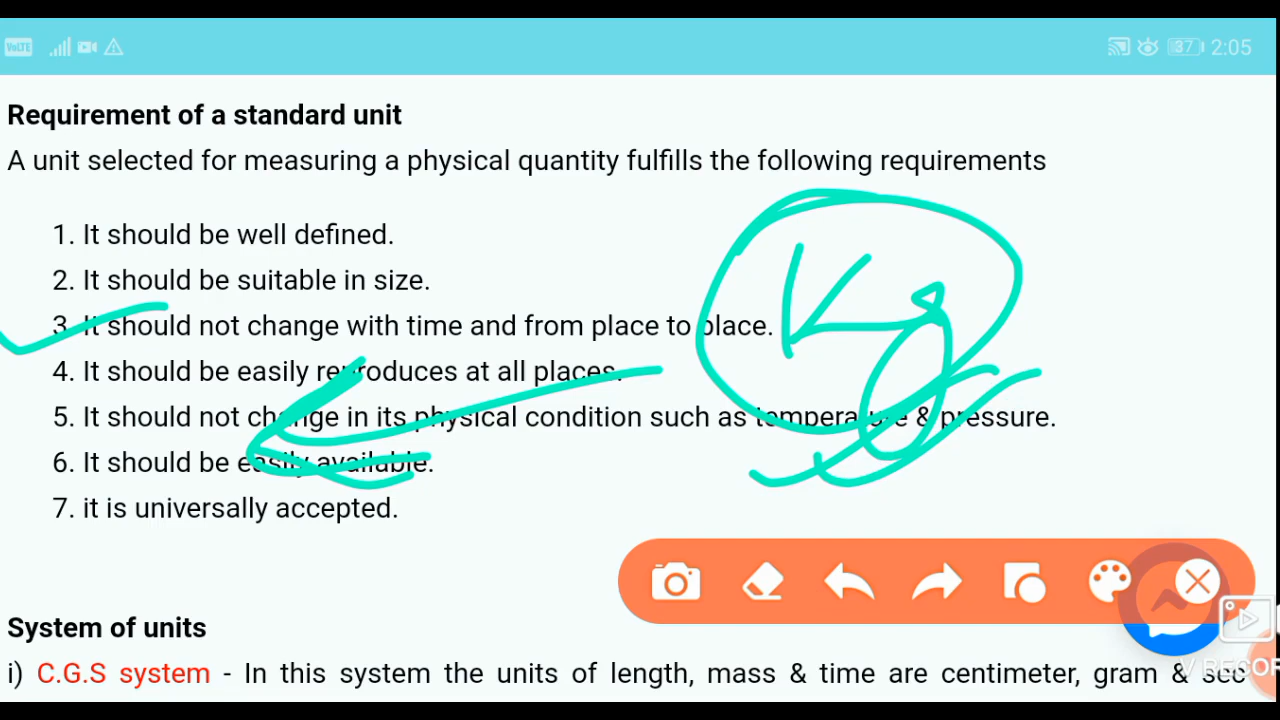 VoLTE 37 2:05
Requirement of a standard unit
A unit selected for measuring a physical quantity fulfills the following requirements
1. It should be well defined.
2. It should be suitable in size.
3. It should not change with time and from place to place.
4. It should be easily reproduces at all places.
5. It should not change in its physical condition such as temperature & pressure.
6. It should be easily available.
7. it is universally accepted.
Kg
System of units
i) C.G.S system - In this system the units of length, mass & time are centimeter, gram & sec